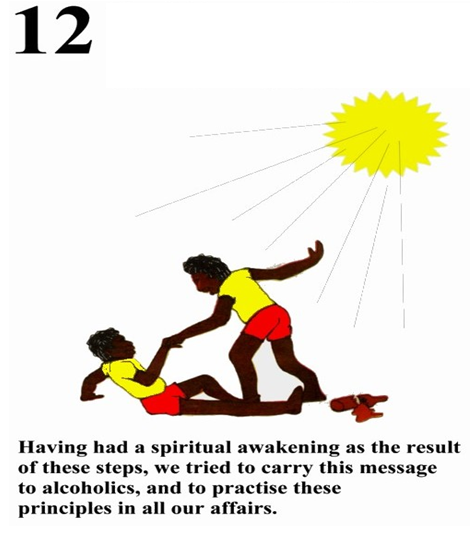 12
Having had a spiritual awakening as the result
of these steps, we tried to carry this message
to alcoholics, and to practise these
principles in all our affairs.